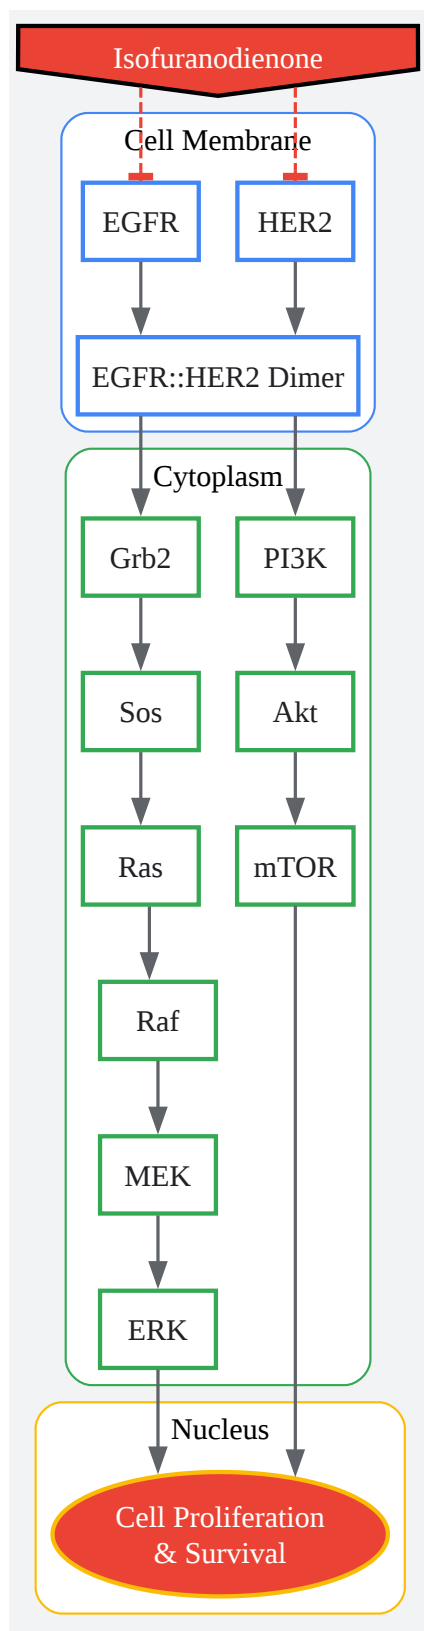 Isofuranodienone
Cell Membrane
EGFR
HER2
EGFR::HER2 Dimer
Cytoplasm
Grb2
PI3K
Sos
Akt
Ras
mTOR
Raf
MEK
ERK
Nucleus
Cell Proliferation
& Survival